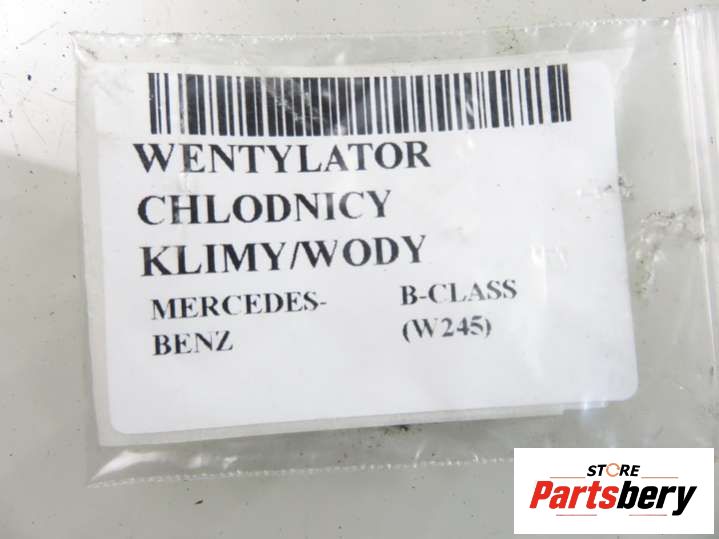 WENTYLATOR
CHLODNICY
KLIMY/WODY
MERCEDES-
BENZ
B-CLASS
(W245)
STORE
Partsbery